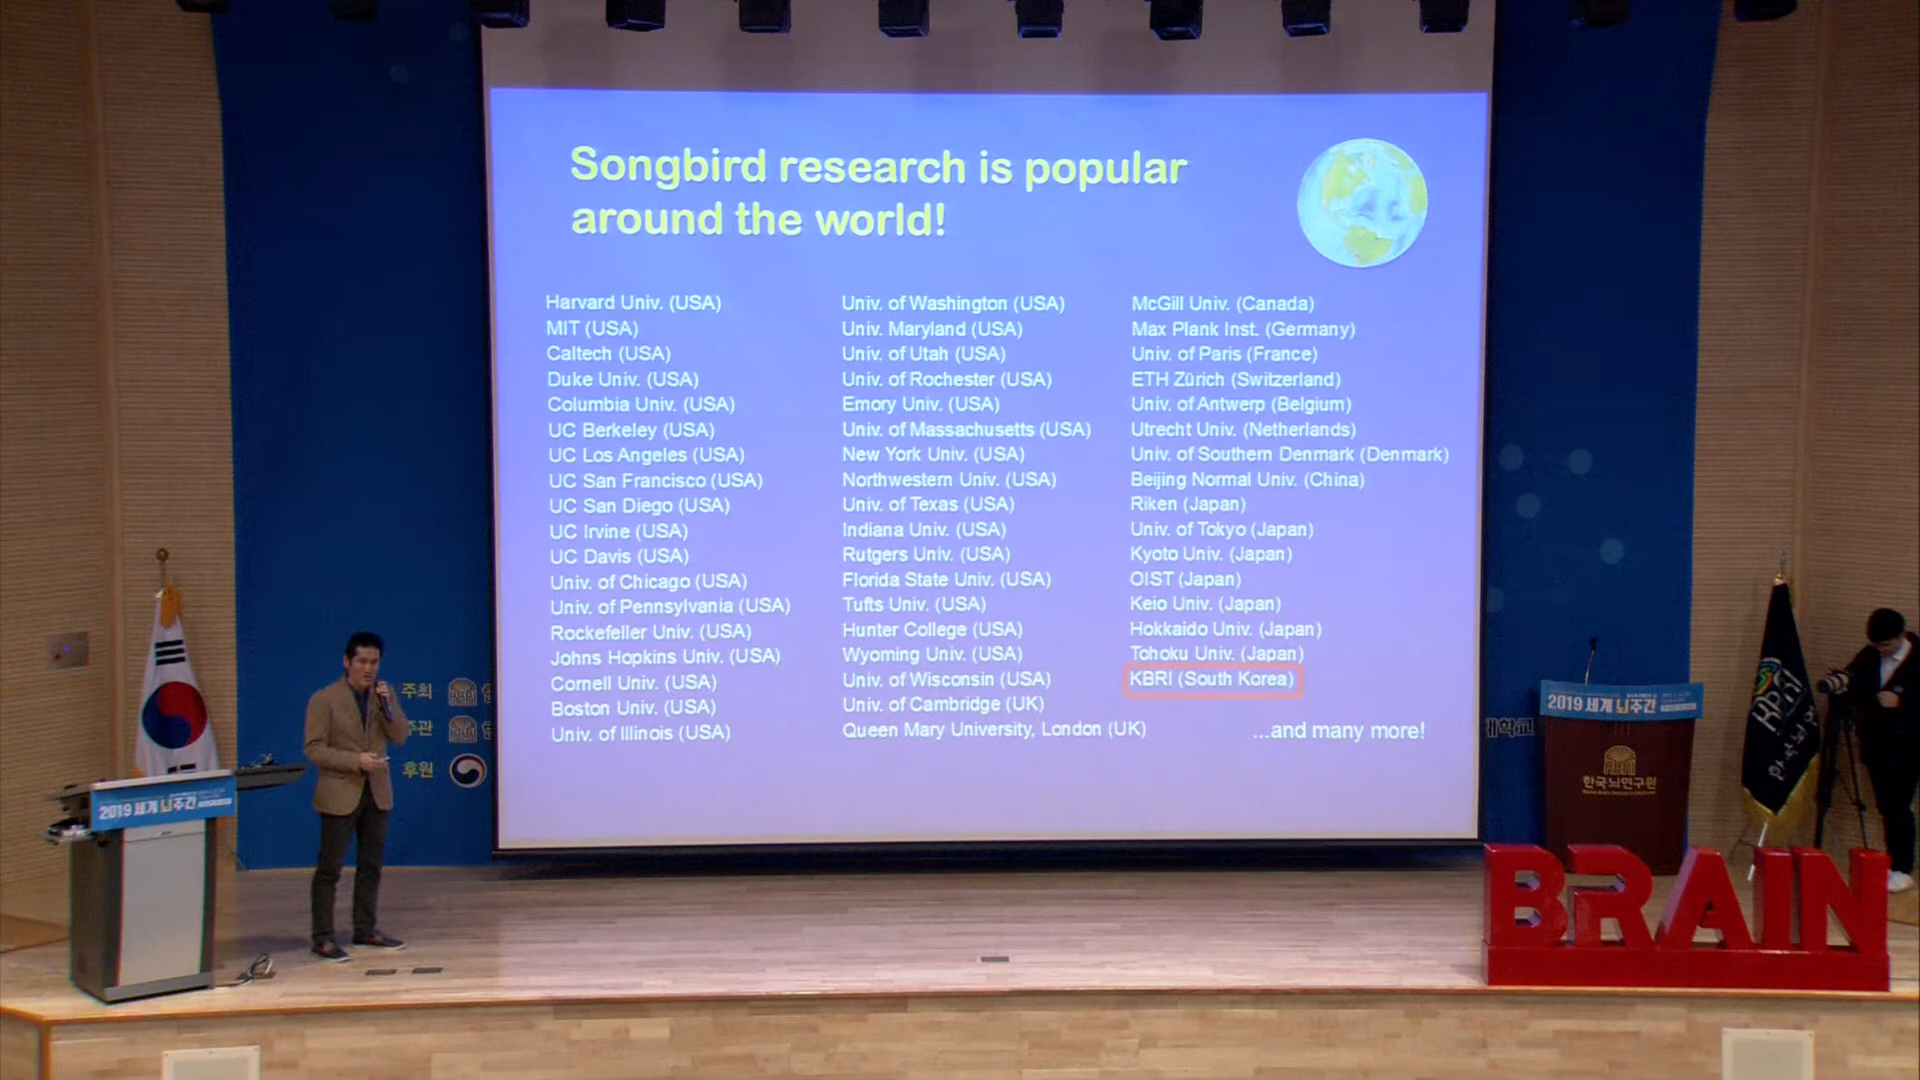 Songbird research is popular
around the world!
Harvard Univ. (USA)
MIT (USA)
Caltech (USA)
Duke Univ. (USA)
Columbia Univ. (USA)
UC Berkeley (USA)
UC Los Angeles (USA)
UC San Francisco (USA)
UC San Diego (USA)
UC Irvine (USA)
UC Davis (USA)
Univ. of Chicago (USA)
Univ. of Pennsylvania (USA)
Rockefeller Univ. (USA)
Johns Hopkins Univ. (USA)
Cornell Univ. (USA)
Boston Univ. (USA)
Univ. of Illinois (USA)
Univ. of Washington (USA)
Univ. Maryland (USA)
Univ. of Utah (USA)
Univ. of Rochester (USA)
Emory Univ. (USA)
Univ. of Massachusetts (USA)
New York Univ. (USA)
Northwestern Univ. (USA)
Univ. of Texas (USA)
Indiana Univ. (USA)
Rutgers Univ. (USA)
Florida State Univ. (USA)
Tufts Univ. (USA)
Hunter College (USA)
Wyoming Univ. (USA)
Univ. of Wisconsin (USA)
Univ. of Cambridge (UK)
Queen Mary University, London (UK)
McGill Univ. (Canada)
Max Plank Inst. (Germany)
Univ. of Paris (France)
ETH Zürich (Switzerland)
Univ. of Antwerp (Belgium)
Utrecht Univ. (Netherlands)
Univ. of Southern Denmark (Denmark)
Beijing Normal Univ. (China)
Riken (Japan)
Univ. of Tokyo (Japan)
Kyoto Univ. (Japan)
OIST (Japan)
Keio Univ. (Japan)
Hokkaido Univ. (Japan)
Tohoku Univ. (Japan)
KBRI (South Korea)
...and many more!
주최
주관
후원
2019 세계 뇌주간
2019 세계 뇌주간
한국뇌연구원
KBRI
BRAIN